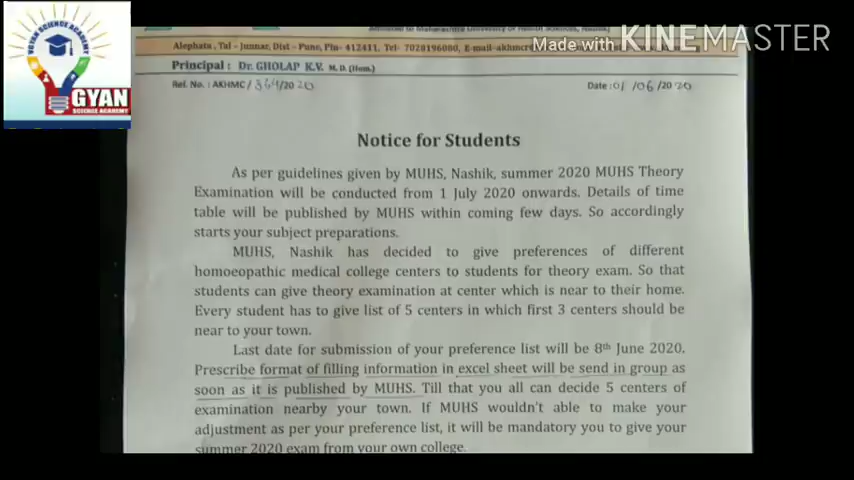 VGYAN SCIENCE ACADEMY
GYAN
SCIENCE ACADEMY
Made with KINEMASTER
Alephata, Tal - Junnar, Dist - Pune, Pin- 412411, Tel- 7028196080, E-mail-akhmc
Principal : Dr. GHOLAP K.V. M.D. (Hom.)
Ref. No. : AKHMC / 364/2020
Date : 01 /06 /2020
Notice for Students
As per guidelines given by MUHS, Nashik, summer 2020 MUHS Theory
Examination will be conducted from 1 July 2020 onwards. Details of time
table will be published by MUHS within coming few days. So accordingly
starts your subject preparations.
MUHS, Nashik has decided to give preferences of different
homoeopathic medical college centers to students for theory exam. So that
students can give theory examination at center which is near to their home.
Every student has to give list of 5 centers in which first 3 centers should be
near to your town.
Last date for submission of your preference list will be 8th June 2020.
Prescribe format of filling information in excel sheet will be send in group as
soon as it is published by MUHS. Till that you all can decide 5 centers of
examination nearby your town. If MUHS wouldn't able to make your
adjustment as per your preference list, it will be mandatory you to give your
summer 2020 exam from your own college.